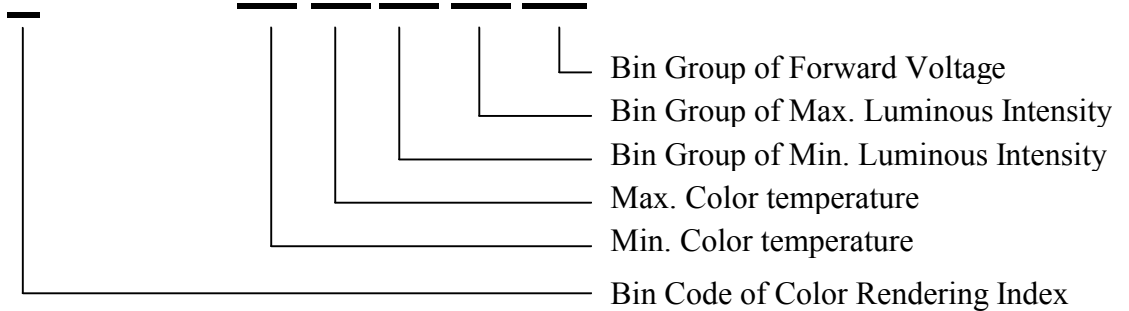 Bin Group of Forward Voltage
Bin Group of Max. Luminous Intensity
Bin Group of Min. Luminous Intensity
Max. Color temperature
Min. Color temperature
Bin Code of Color Rendering Index